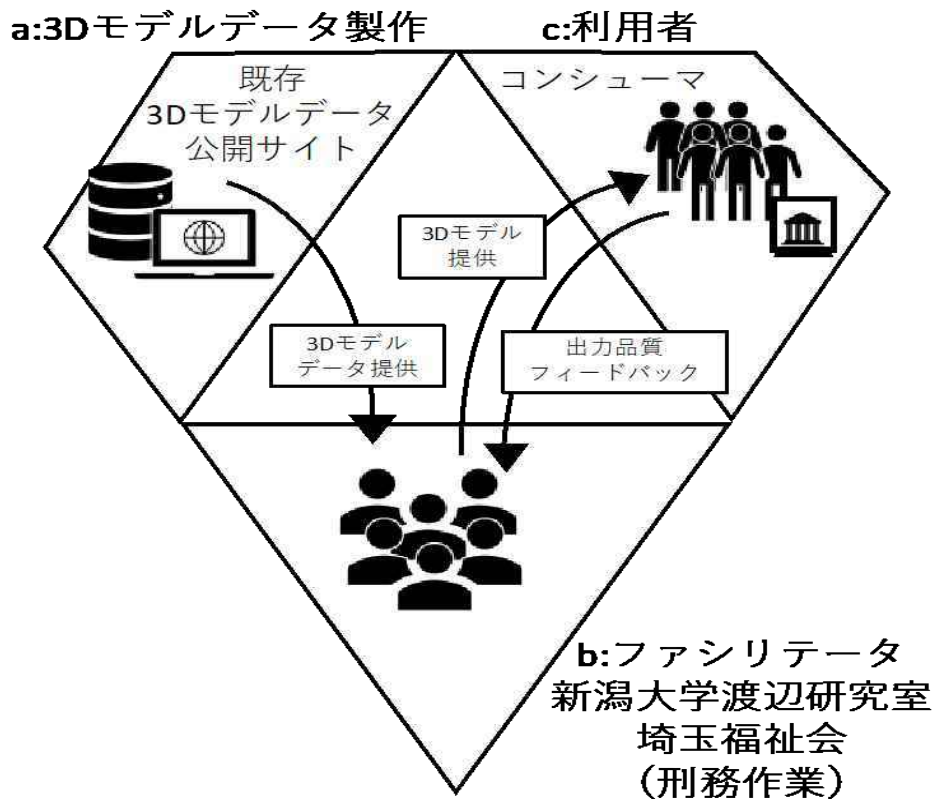 a:3Dモデルデータ製作
c:利用者
既存
3Dモデルデータ
公開サイト
コンシューマ
3Dモデル
提供
3Dモデル
データ提供
出力品質
フィードバック
b:ファシリテータ
新潟大学渡辺研究室
埼玉福祉会
(刑務作業)